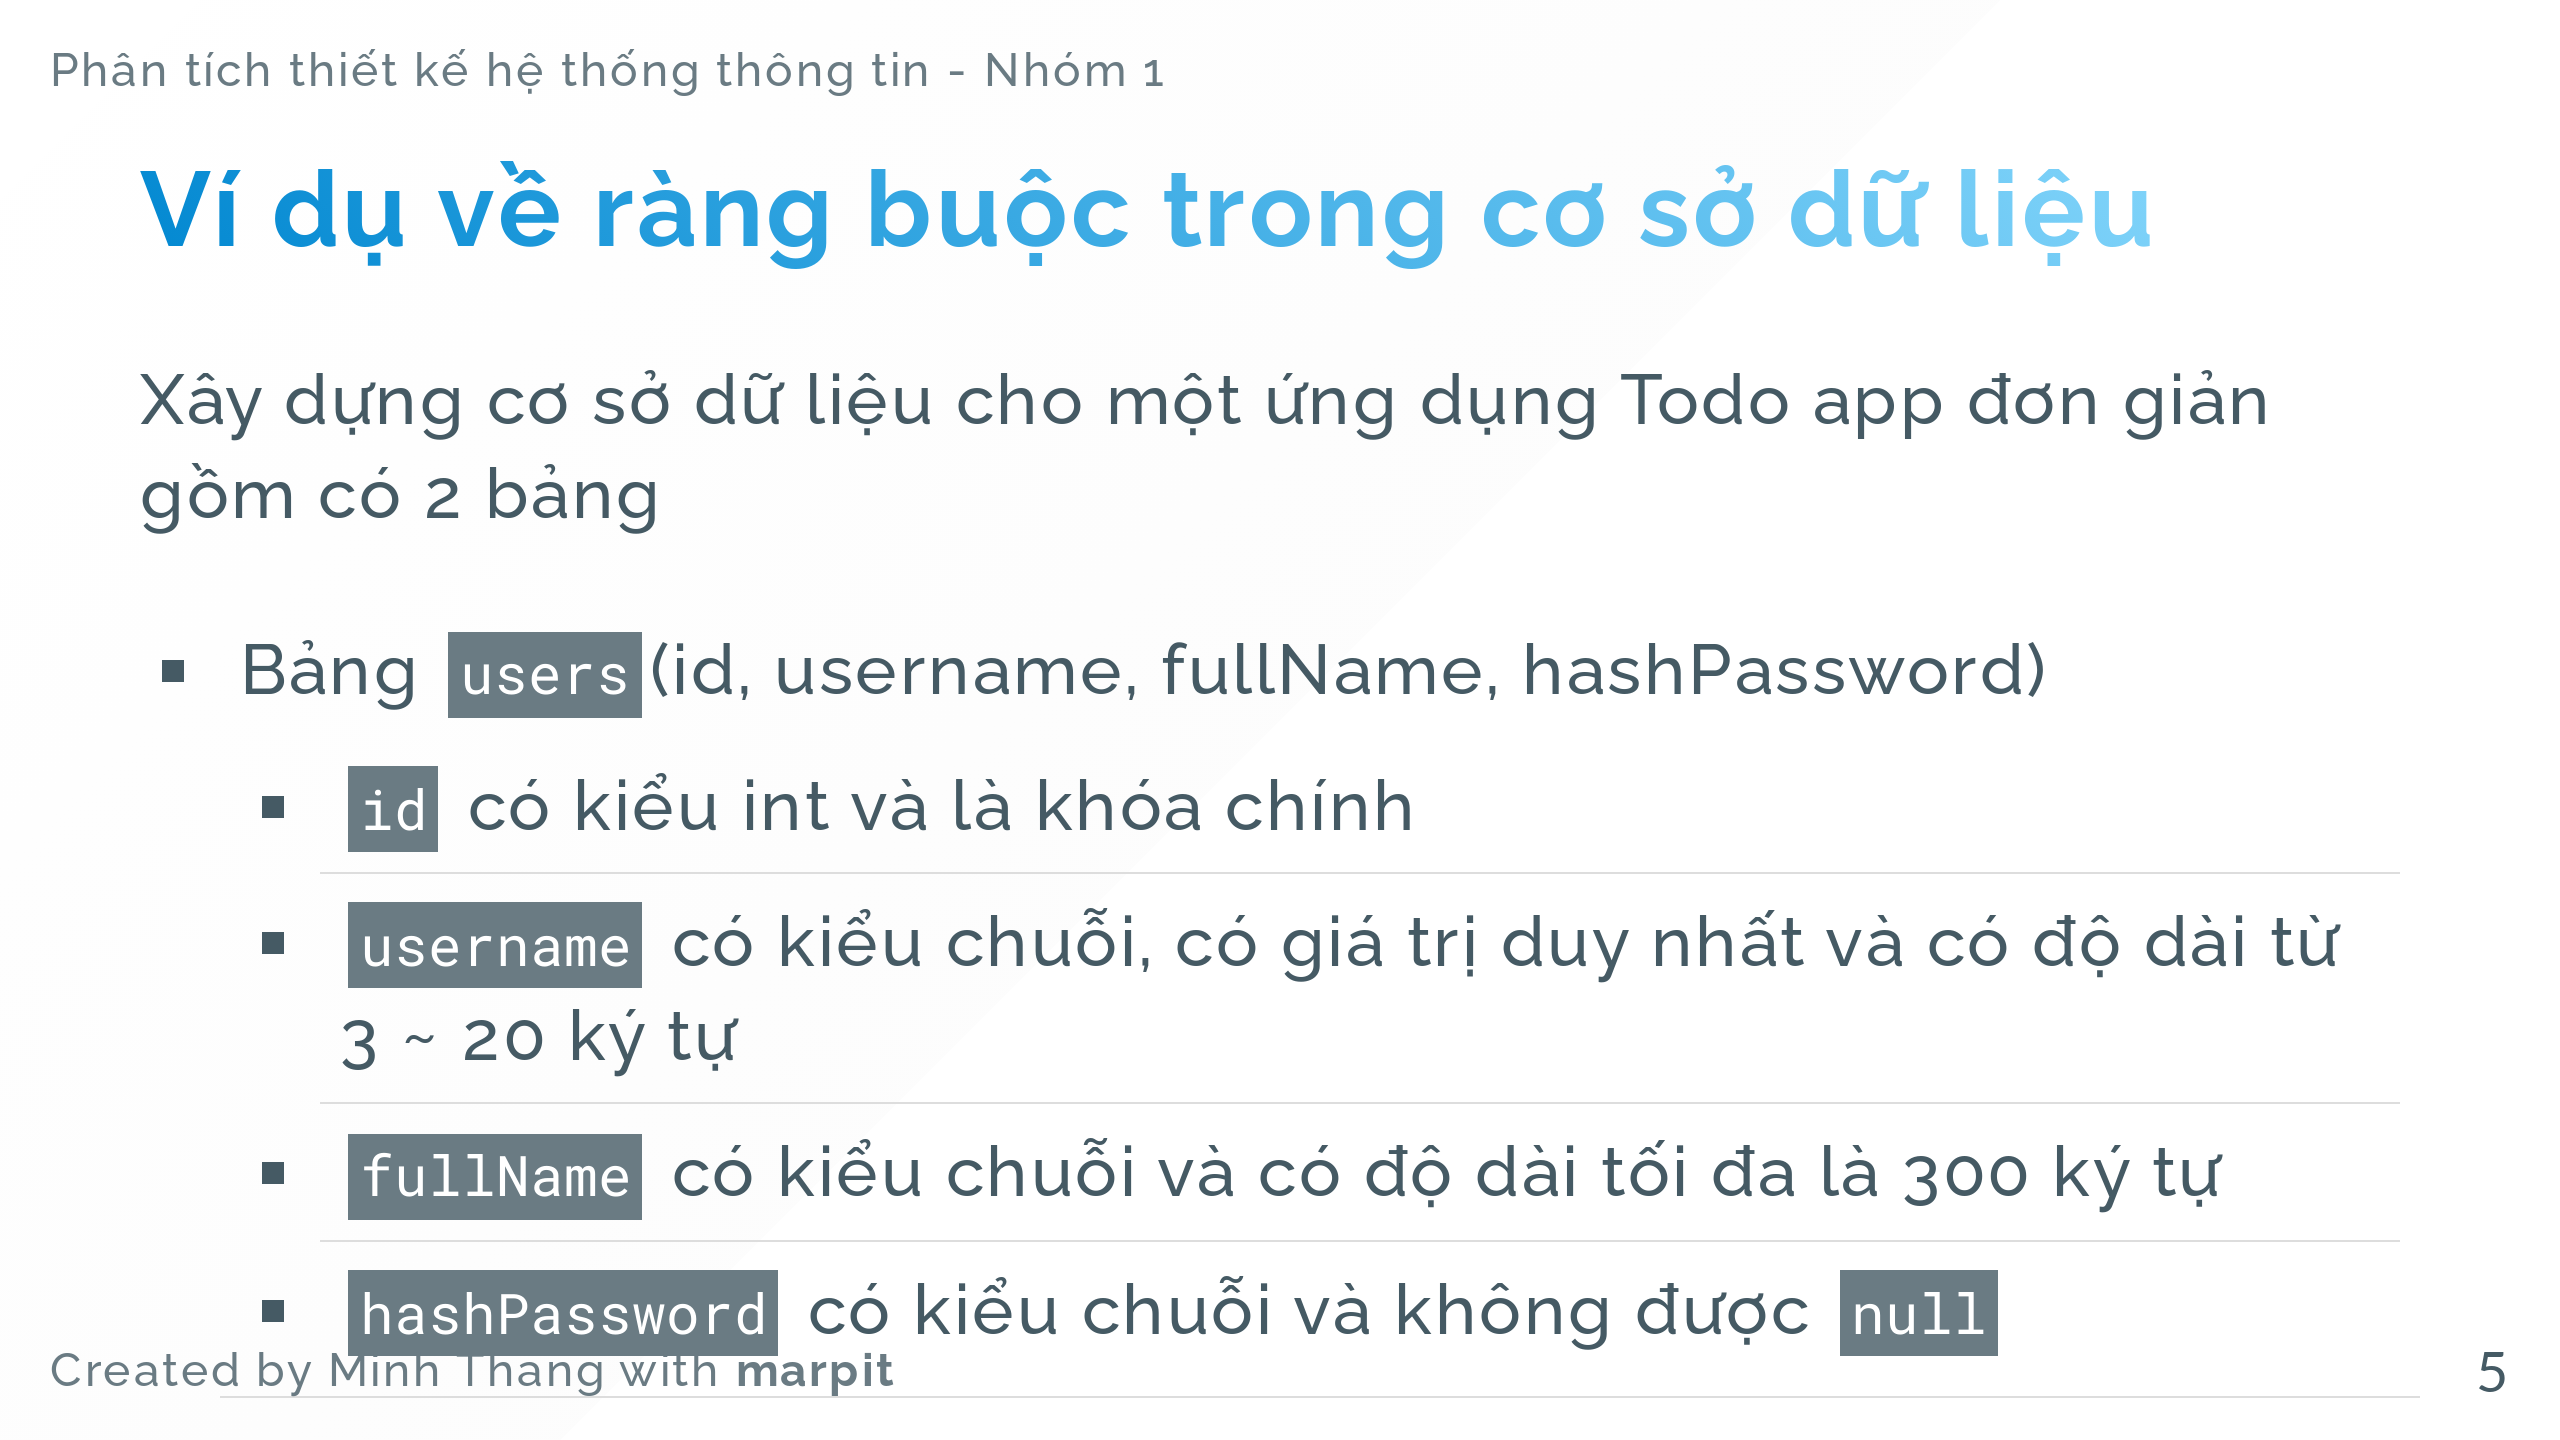 Phân tích thiết kế hệ thống thông tin - Nhóm 1
Ví dụ về ràng buộc trong cơ sở dữ liệu
Xây dựng cơ sở dữ liệu cho một ứng dụng Todo app đơn giản
gồm có 2 bảng
▪ Bảng users(id, username, fullName, hashPassword)
▪ id có kiểu int và là khóa chính
▪ username có kiểu chuỗi, có giá trị duy nhất và có độ dài từ
3 ~ 20 ký tự
▪ fullName có kiểu chuỗi và có độ dài tối đa là 300 ký tự
▪ hashPassword có kiểu chuỗi và không được null
Created by Minh Thang with marpit
5